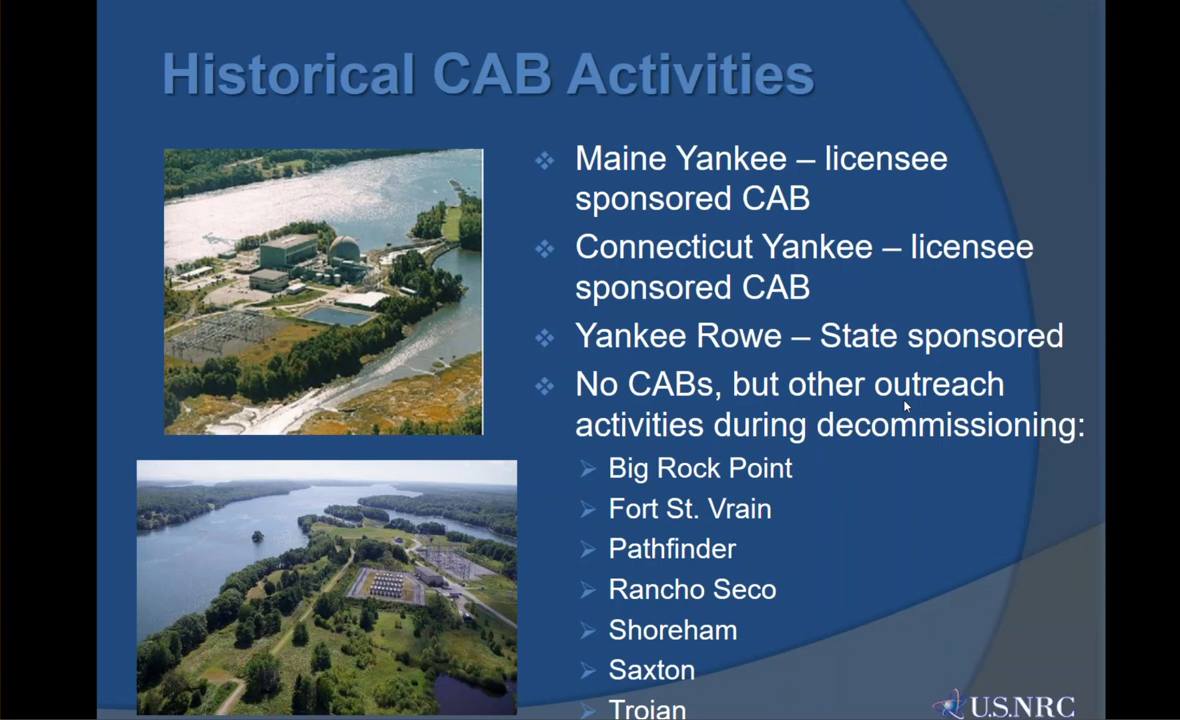 Historical CAB Activities
Maine Yankee – licensee
sponsored CAB
Connecticut Yankee – licensee
sponsored CAB
Yankee Rowe – State sponsored
No CABs, but other outreach
activities during decommissioning:
Big Rock Point
Fort St. Vrain
Pathfinder
Rancho Seco
Shoreham
Saxton
Trojan
U.S.NRC